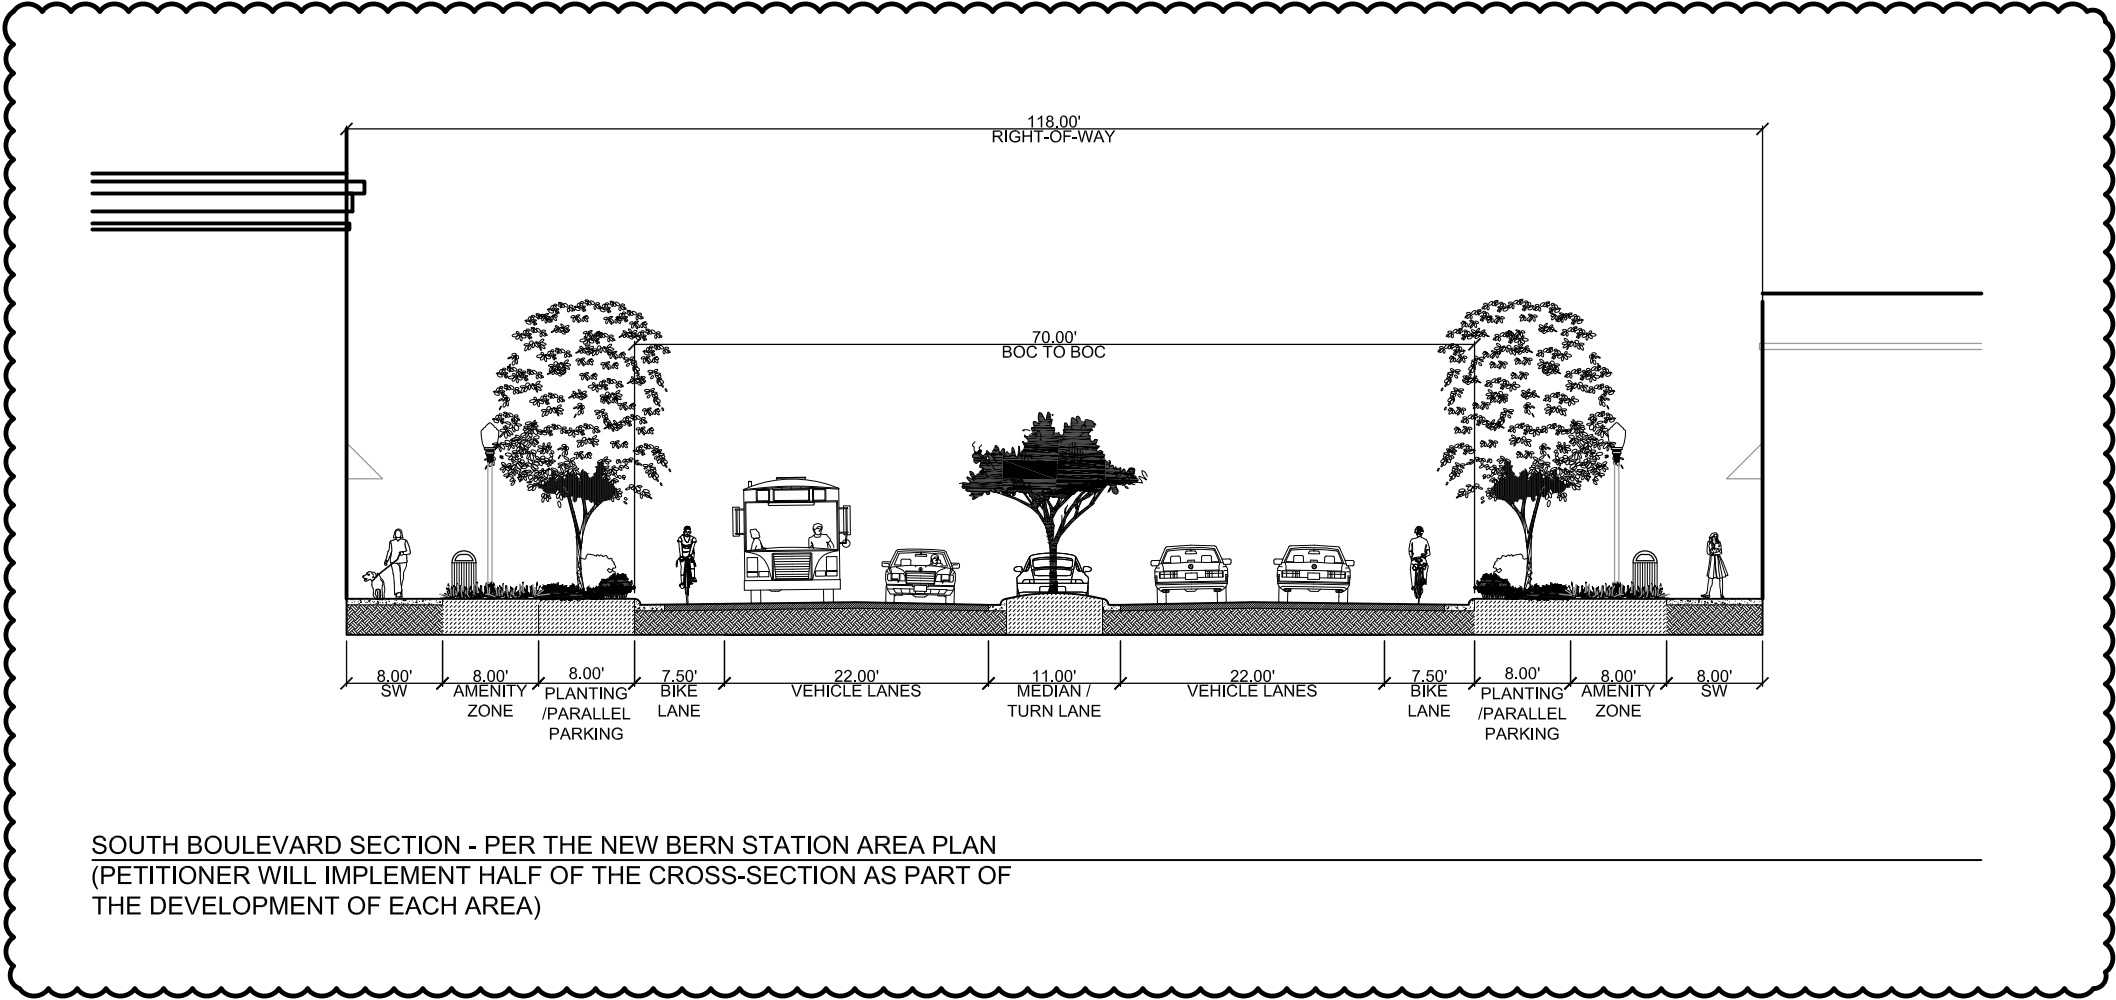 118.00'
RIGHT-OF-WAY
70.00'
BOC TO BOC
8.00'
SW
8.00'
AMENITY
ZONE
8.00'
PLANTING
/PARALLEL
PARKING
7.50'
BIKE
LANE
22.00'
VEHICLE LANES
11.00'
MEDIAN /
TURN LANE
22.00'
VEHICLE LANES
7.50'
BIKE
LANE
8.00'
PLANTING
/PARALLEL
PARKING
8.00'
AMENITY
ZONE
8.00'
SW
SOUTH BOULEVARD SECTION - PER THE NEW BERN STATION AREA PLAN
(PETITIONER WILL IMPLEMENT HALF OF THE CROSS-SECTION AS PART OF
THE DEVELOPMENT OF EACH AREA)